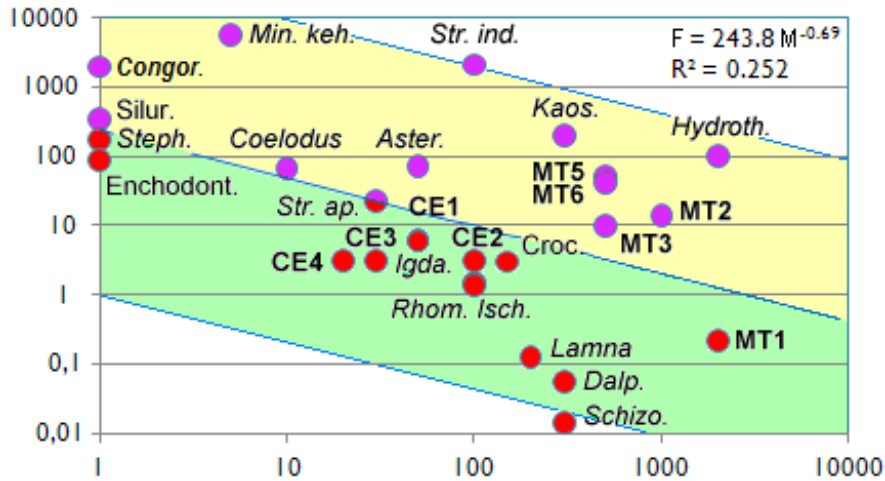 10000
1000
100
10
1
0,1
0,01
Min. keh.
Str. ind.
F = 243.8 M-0.69
R² = 0.252
Congor.
Silur.
Steph.
Enchodont.
Coelodus
Aster.
Kaos.
Hydroth.
MT5
MT6
MT2
MT3
Str. ap.
CE1
CE3
CE2
CE4
Igda.
Croc.
Rhom. Isch.
MT1
Lamna
Dalp.
Schizo.
1 10 100 1000 10000